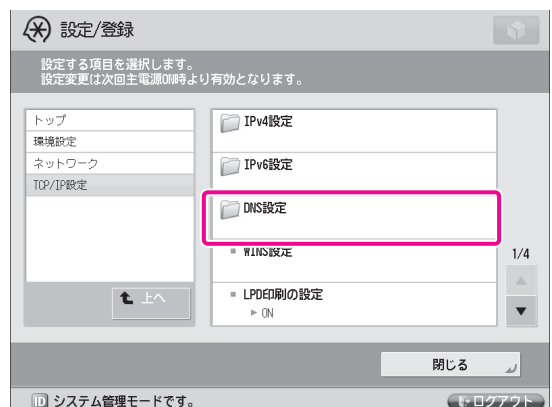 設定/登録
設定する項目を選択します。
設定変更は次回主電源ON時より有効となります。
トップ
環境設定
ネットワーク
TCP/IP設定
上へ
IPv4設定
IPv6設定
DNS設定
WINS設定
LPD印刷の設定
ON
1/4
閉じる
ID システム管理モードです。
ログアウト